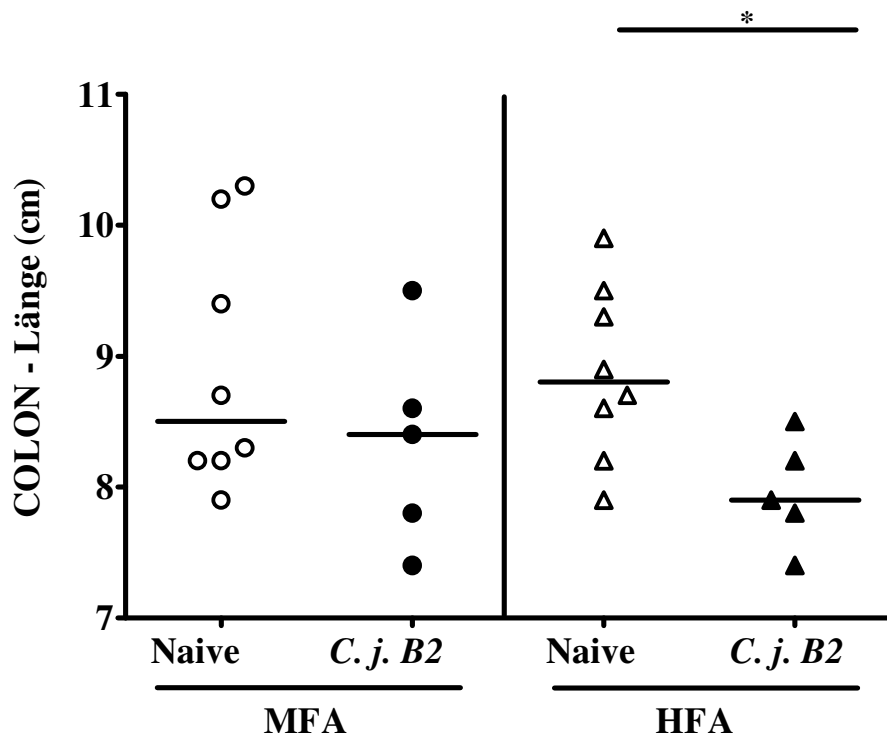 *
COLON - Länge (cm)
11
10
9
8
7
Naive C. j. B2 Naive C. j. B2
MFA HFA